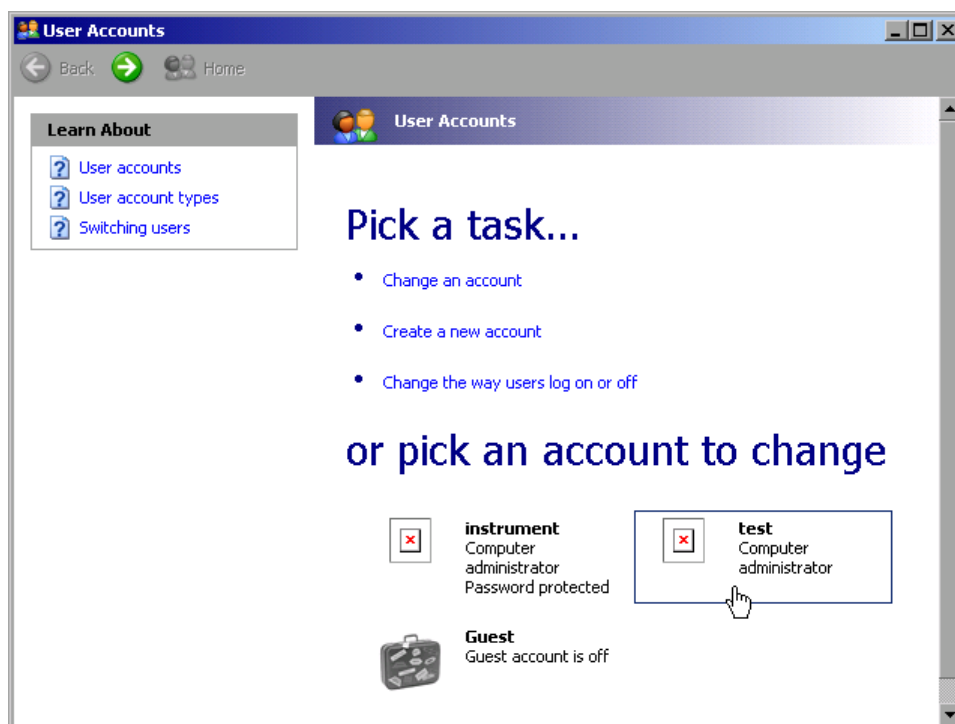 User Accounts
Back
Home
Learn About
User accounts
User account types
Switching users
User Accounts
Pick a task...
Change an account
Create a new account
Change the way users log on or off
or pick an account to change
instrument
Computer
administrator
Password protected
test
Computer
administrator
Guest
Guest account is off